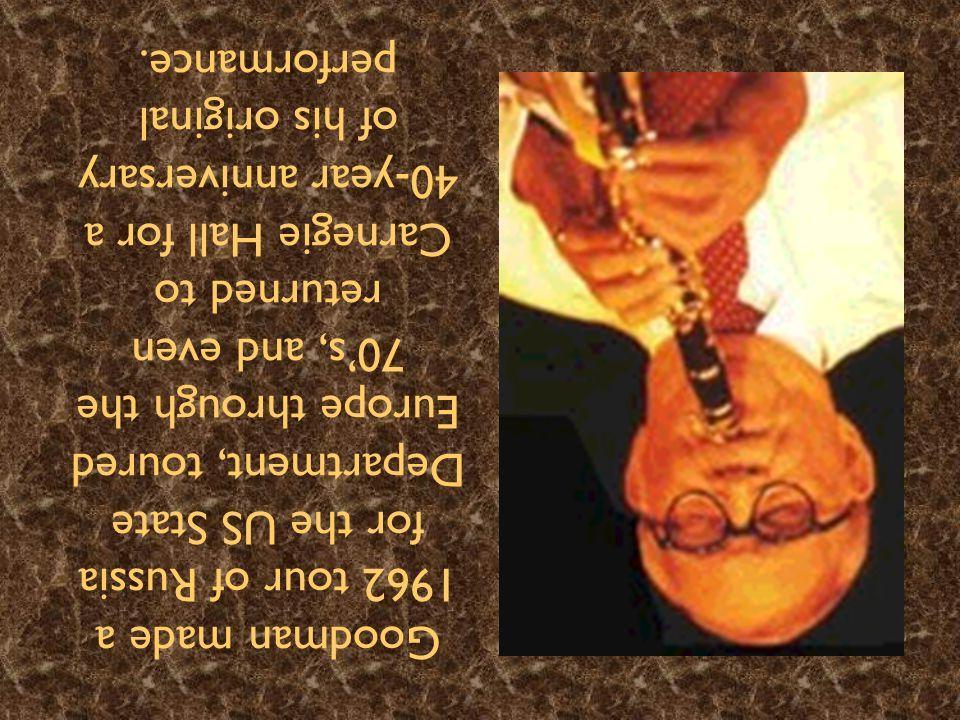 Goodman made a
1962 tour of Russia
for the US State
Department, toured
Europe through the
70's, and even
returned to
Carnegie Hall for a
40-year anniversary
of his original
performance.